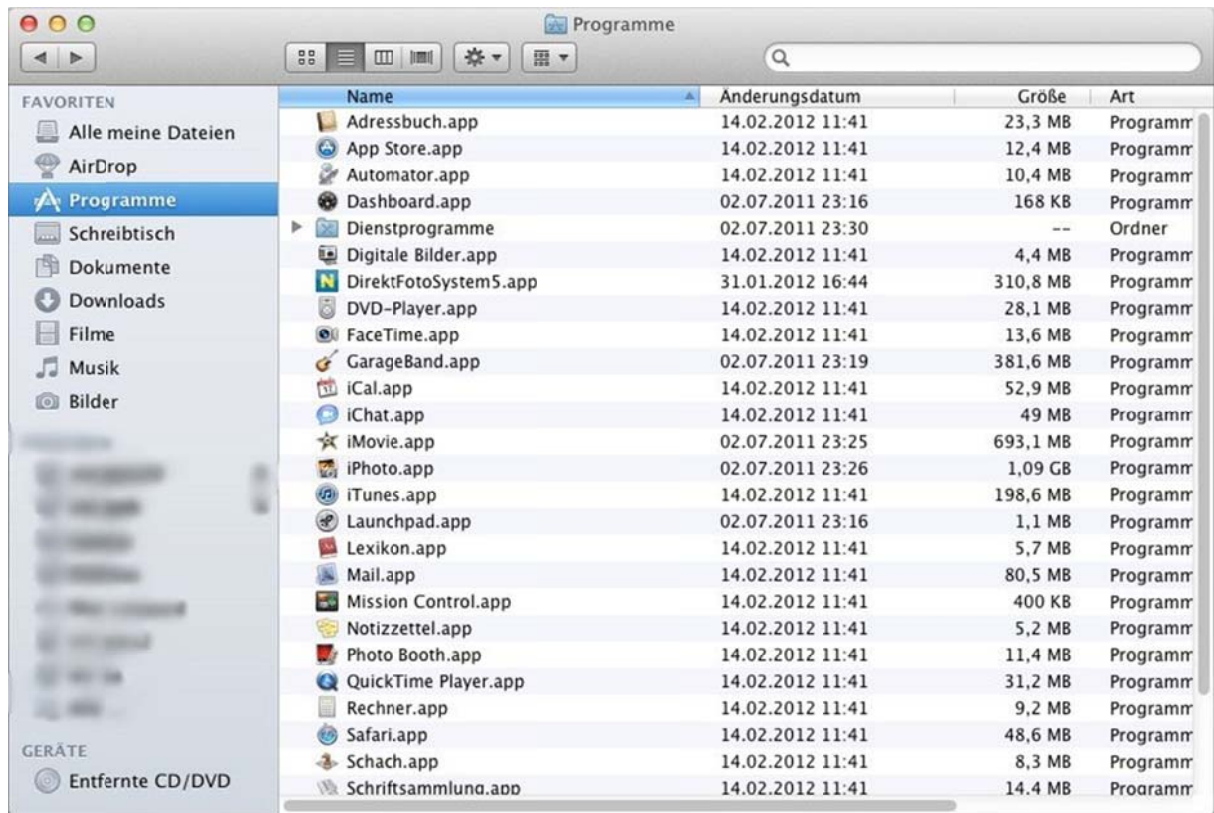 Programme
FAVORITEN
Alle meine Dateien
AirDrop
Programme
Schreibtisch
Dokumente
Downloads
Filme
Musik
Bilder
GERÄTE
Entfernte CD/DVD
Name Änderungsdatum Größe Art
Adressbuch.app 14.02.2012 11:41 23,3 MB Programm
App Store.app 14.02.2012 11:41 12,4 MB Programm
Automator.app 14.02.2012 11:41 10,4 MB Programm
Dashboard.app 02.07.2011 23:16 168 KB Programm
Dienstprogramme 02.07.2011 23:30 -- Ordner
Digitale Bilder.app 14.02.2012 11:41 4,4 MB Programm
DirektFotoSystem5.app 31.01.2012 16:44 310,8 MB Programm
DVD-Player.app 14.02.2012 11:41 28,1 MB Programm
FaceTime.app 14.02.2012 11:41 13,6 MB Programm
GarageBand.app 02.07.2011 23:19 381,6 MB Programm
iCal.app 14.02.2012 11:41 52,9 MB Programm
iChat.app 14.02.2012 11:41 49 MB Programm
iMovie.app 02.07.2011 23:25 693,1 MB Programm
iPhoto.app 02.07.2011 23:26 1,09 GB Programm
iTunes.app 14.02.2012 11:41 198,6 MB Programm
Launchpad.app 02.07.2011 23:16 1,1 MB Programm
Lexikon.app 14.02.2012 11:41 5,7 MB Programm
Mail.app 14.02.2012 11:41 80,5 MB Programm
Mission Control.app 14.02.2012 11:41 400 KB Programm
Notizzettel.app 14.02.2012 11:41 5,2 MB Programm
Photo Booth.app 14.02.2012 11:41 11,4 MB Programm
QuickTime Player.app 14.02.2012 11:41 31,2 MB Programm
Rechner.app 14.02.2012 11:41 9,2 MB Programm
Safari.app 14.02.2012 11:41 48,6 MB Programm
Schach.app 14.02.2012 11:41 8,3 MB Programm
Schriftsammlung.app 14.02.2012 11:41 14,4 MB Programm